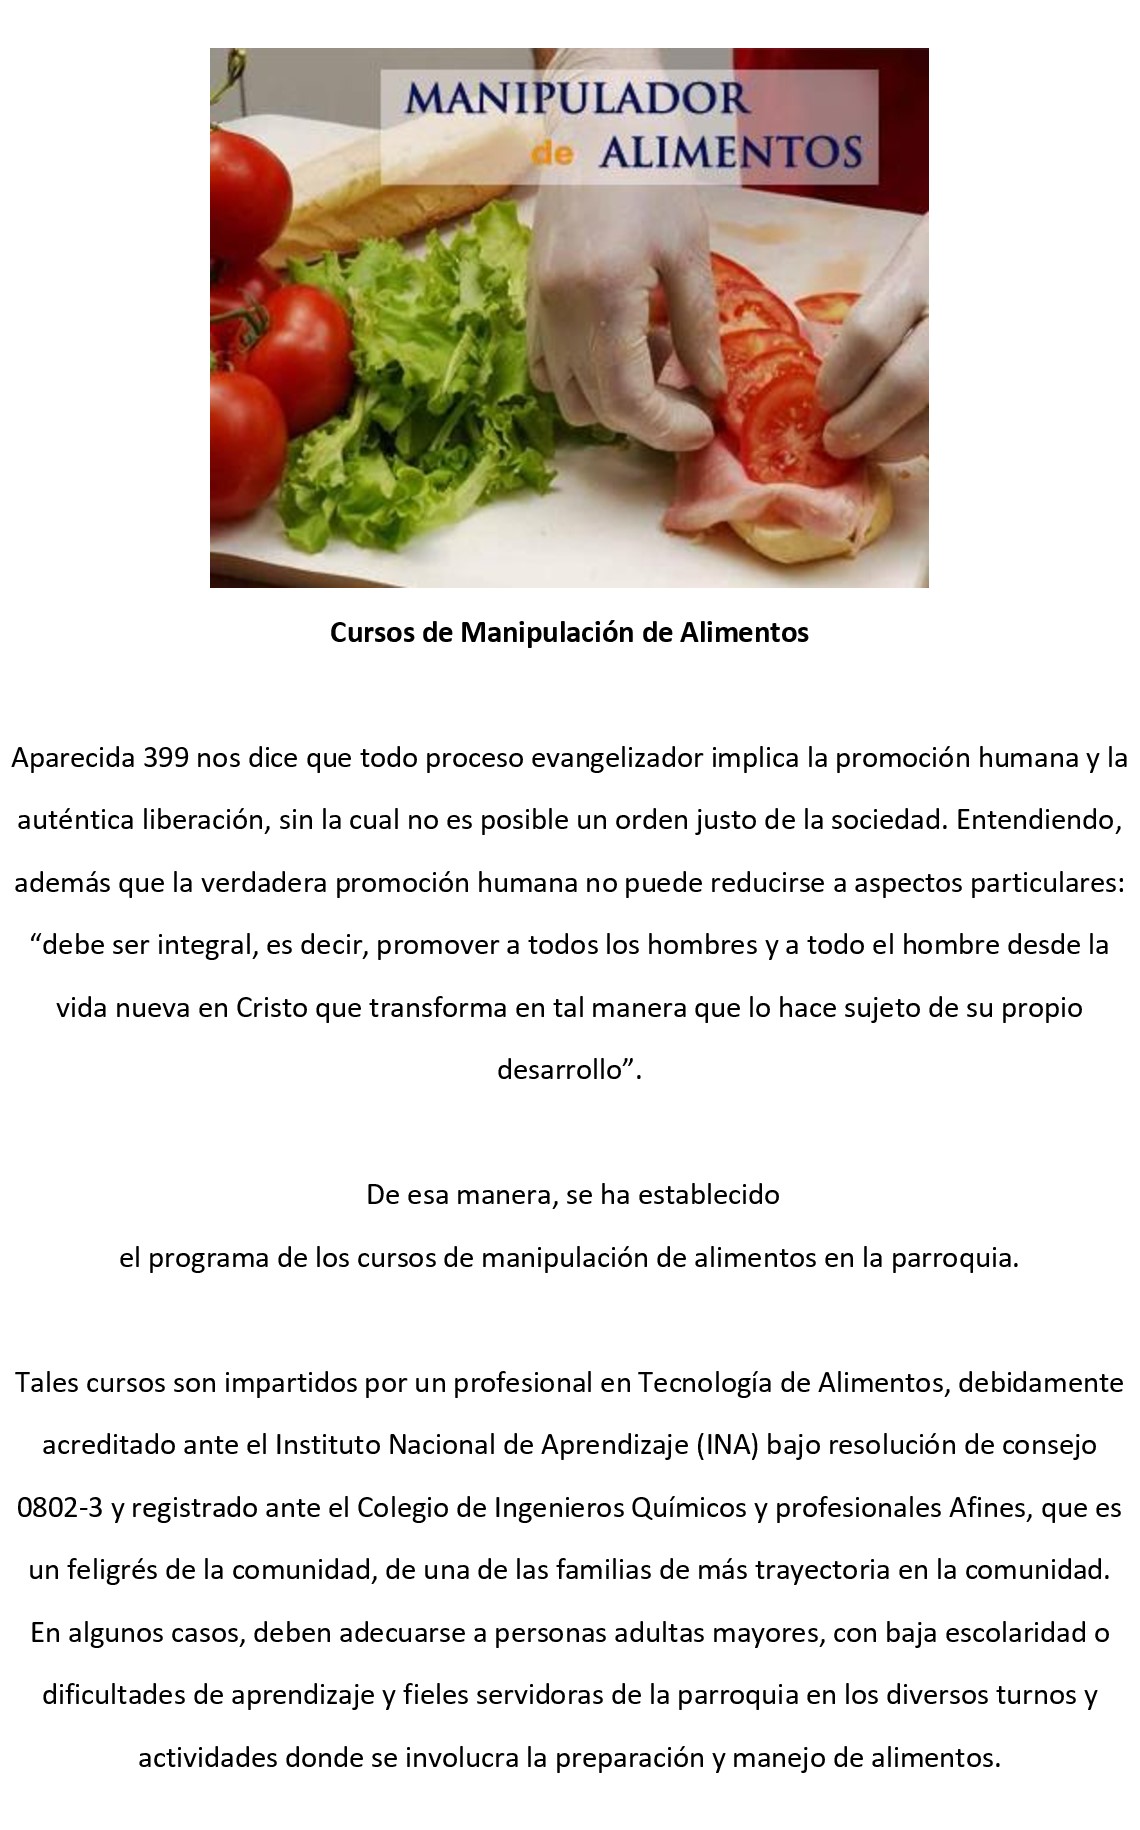 MANIPULADOR
de ALIMENTOS
Cursos de Manipulación de Alimentos
Aparecida 399 nos dice que todo proceso evangelizador implica la promoción humana y la
auténtica liberación, sin la cual no es posible un orden justo de la sociedad. Entendiendo,
además que la verdadera promoción humana no puede reducirse a aspectos particulares:
“debe ser integral, es decir, promover a todos los hombres y a todo el hombre desde la
vida nueva en Cristo que transforma en tal manera que lo hace sujeto de su propio
desarrollo”.
De esa manera, se ha establecido
el programa de los cursos de manipulación de alimentos en la parroquia.
Tales cursos son impartidos por un profesional en Tecnología de Alimentos, debidamente
acreditado ante el Instituto Nacional de Aprendizaje (INA) bajo resolución de consejo
0802-3 y registrado ante el Colegio de Ingenieros Químicos y profesionales Afines, que es
un feligrés de la comunidad, de una de las familias de más trayectoria en la comunidad.
En algunos casos, deben adecuarse a personas adultas mayores, con baja escolaridad o
dificultades de aprendizaje y fieles servidoras de la parroquia en los diversos turnos y
actividades donde se involucra la preparación y manejo de alimentos.